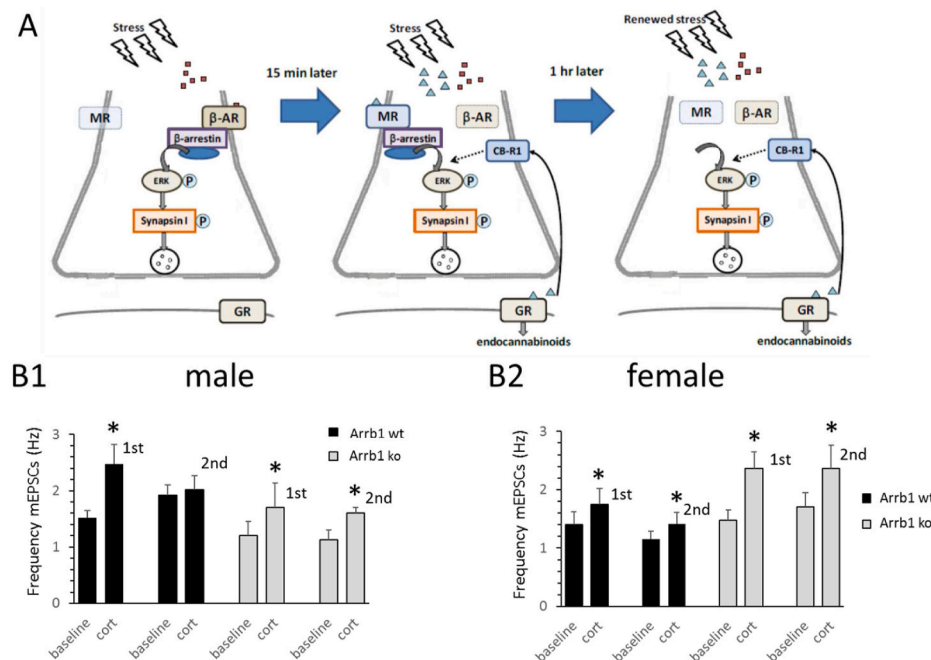 A
Stress
15 min later
Stress
1 hr later
Renewed stress
MR
β-AR
β-arrestin
ERK
P
Synapsin I
P
GR
MR
β-AR
β-arrestin
CB-R1
ERK
P
Synapsin I
P
GR
endocannabinoids
MR
β-AR
CB-R1
ERK
P
Synapsin I
P
GR
endocannabinoids
B1
male
Frequency mEPSCs (Hz)
3
2
1
0
*
1st
2nd
*
1st
*
2nd
Arrb1 wt
Arrb1 ko
baseline
cort
baseline
cort
baseline
cort
baseline
cort
B2
female
Frequency mEPSCs (Hz)
3
2
1
0
*
1st
*
2nd
*
1st
*
2nd
Arrb1 wt
Arrb1 ko
baseline
cort
baseline
cort
baseline
cort
baseline
cort